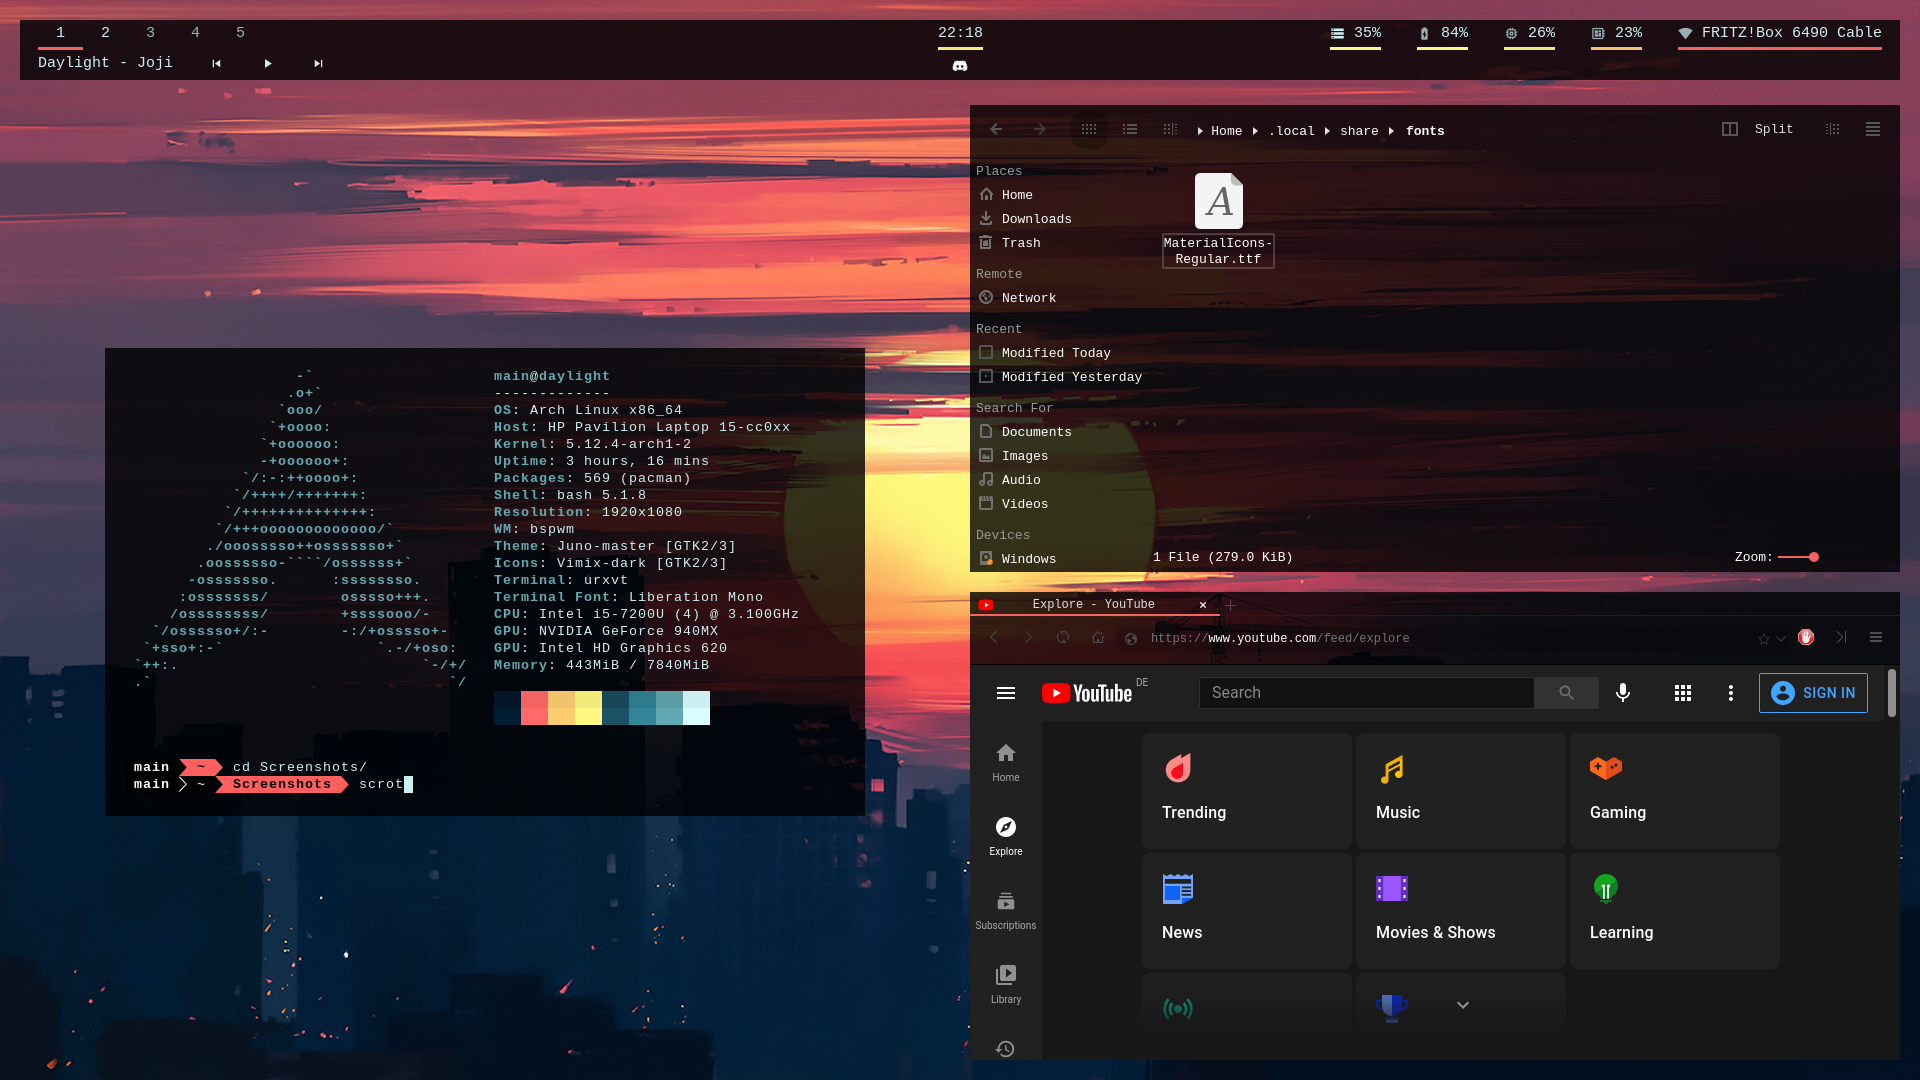 1 2 3 4 5
22:18
35% 84% 26% 23% FRITZ!Box 6490 Cable
Daylight - Joji
Home .local share fonts
Split
Places
Home
Downloads
Trash
Remote
Network
Recent
Modified Today
Modified Yesterday
Search For
Documents
Images
Audio
Videos
Devices
Windows
MaterialIcons-
Regular.ttf
1 File (279.0 KiB)
Zoom:
-`
.o+`
`ooo/
`+oooo:
`+oooooo:
-+oooooo+:
`/:-:++oooo+:
`/++++/+++++++:
`/++++++++++++++:
`/+++ooooooooooooo/`
./ooosssso++osssssso+`
.oossssso-````/ossssss+`
-osssssso.      :ssssssso.
:osssssss/        osssso+++.
/ossssssss/        +ssssooo/-
`/ossssso+/:-        -:/+osssso+-
`+sso+:-`                 `.-/+oso:
`++:.                           `-/+/
.`                                 `/
main@daylight
-------------
OS: Arch Linux x86_64
Host: HP Pavilion Laptop 15-cc0xx
Kernel: 5.12.4-arch1-2
Uptime: 3 hours, 16 mins
Packages: 569 (pacman)
Shell: bash 5.1.8
Resolution: 1920x1080
WM: bspwm
Theme: Juno-master [GTK2/3]
Icons: Vimix-dark [GTK2/3]
Terminal: urxvt
Terminal Font: Liberation Mono
CPU: Intel i5-7200U (4) @ 3.100GHz
GPU: NVIDIA GeForce 940MX
GPU: Intel HD Graphics 620
Memory: 443MiB / 7840MiB
main ~ cd Screenshots/
main ~ Screenshots scrot
Explore - YouTube
https://www.youtube.com/feed/explore
YouTube DE
Search
SIGN IN
Home
Explore
Subscriptions
Library
Trending
Music
Gaming
News
Movies & Shows
Learning